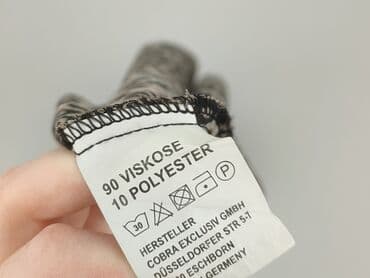 90 VISKOSE
10 POLYESTER
30 P
HERSTELLER
COBRA EXCLUSIV GMBH
DÜSSELDORFER STR 5-7
ESCHBORN
GERMANY